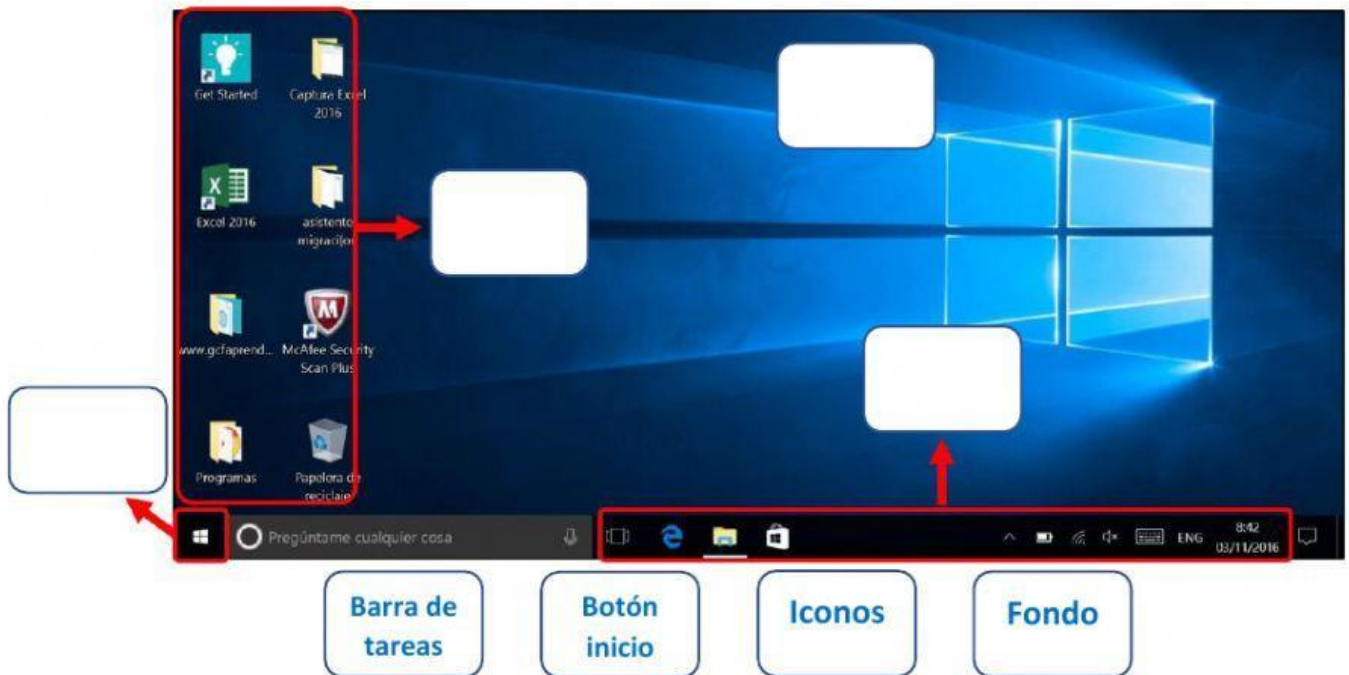 Get Started
Captura Excel
2016
Excel 2016
asistente
migración
www.gcfaprend...
McAfee Security
Scan Plus
Programas
Papelera de
reciclaje
Pregúntame cualquier cosa
ENG
8:42
03/11/2016
Barra de
tareas
Botón
inicio
Iconos
Fondo